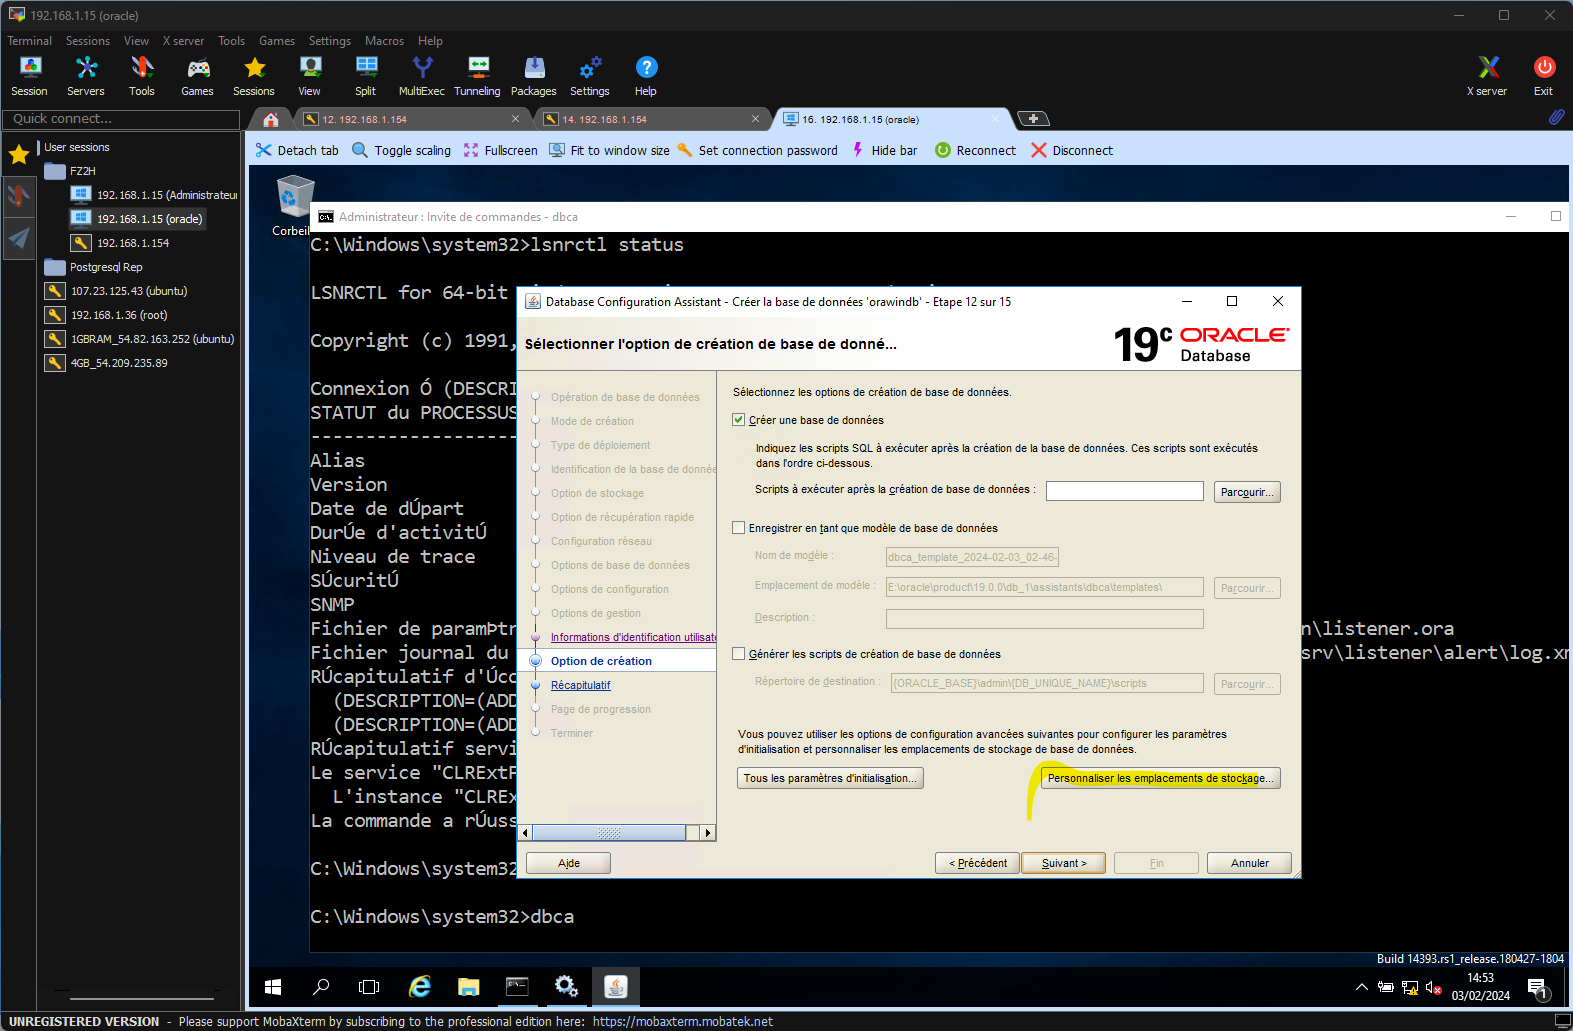 192.168.1.15 (oracle)
Terminal Sessions View X server Tools Games Settings Macros Help
Session Servers Tools Games Sessions View Split MultiExec Tunneling Packages Settings Help X server Exit
Quick connect...
12. 192.168.1.154
14. 192.168.1.154
16. 192.168.1.15 (oracle)
Detach tab Toggle scaling Fullscreen Fit to window size Set connection password Hide bar Reconnect Disconnect
User sessions
FZ2H
192.168.1.15 (Administrateur
192.168.1.15 (oracle)
192.168.1.154
Postgresql Rep
107.23.125.43 (ubuntu)
192.168.1.36 (root)
1GBRAM_54.82.163.252 (ubuntu)
4GB_54.209.235.89
Corbei
Administrateur : Invite de commandes - dbca
C:\Windows\system32>lsnrctl status
LSNRCTL for 64-bit
Copyright (c) 1991,
Connexion Ó (DESCRI
STATUT du PROCESSUS
--------------------
Alias
Version
Date de dÚpart
DurÚe d'activitÚ
Niveau de trace
SÚcuritÚ
SNMP
Fichier de paramÞtr n\listener.ora
Fichier journal du srv\listener\alert\log.xm
RÚcapitulatif d'Úcc
(DESCRIPTION=(ADD
(DESCRIPTION=(ADD
RÚcapitulatif servi
Le service "CLRExtP
L'instance "CLREx
La commande a rÚuss
C:\Windows\system32
C:\Windows\system32>dbca
Database Configuration Assistant - Créer la base de données 'orawindb' - Etape 12 sur 15
Sélectionner l'option de création de base de donné...
19c ORACLE Database
Opération de base de données
Mode de création
Type de déploiement
Identification de la base de donnée
Option de stockage
Option de récupération rapide
Configuration réseau
Options de base de données
Options de configuration
Options de gestion
Informations d'identification utilisate
Option de création
Récapitulatif
Page de progression
Terminer
Sélectionnez les options de création de base de données.
Créer une base de données
Indiquez les scripts SQL à exécuter après la création de la base de données. Ces scripts sont exécutés
dans l'ordre ci-dessous.
Scripts à exécuter après la création de base de données : Parcourir...
Enregistrer en tant que modèle de base de données
Nom de modèle : dbca_template_2024-02-03_02-46-
Emplacement de modèle : E:\oracle\product\19.0.0\db_1\assistants\dbca\templates\ Parcourir...
Description :
Générer les scripts de création de base de données
Répertoire de destination : {ORACLE_BASE}\admin\{DB_UNIQUE_NAME}\scripts Parcourir...
Vous pouvez utiliser les options de configuration avancées suivantes pour configurer les paramètres
d'initialisation et personnaliser les emplacements de stockage de base de données.
Tous les paramètres d'initialisation... Personnaliser les emplacements de stockage...
Aide < Précédent Suivant > Fin Annuler
Build 14393.rs1_release.180427-1804
14:53
03/02/2024
1
UNREGISTERED VERSION - Please support MobaXterm by subscribing to the professional edition here: https://mobaxterm.mobatek.net